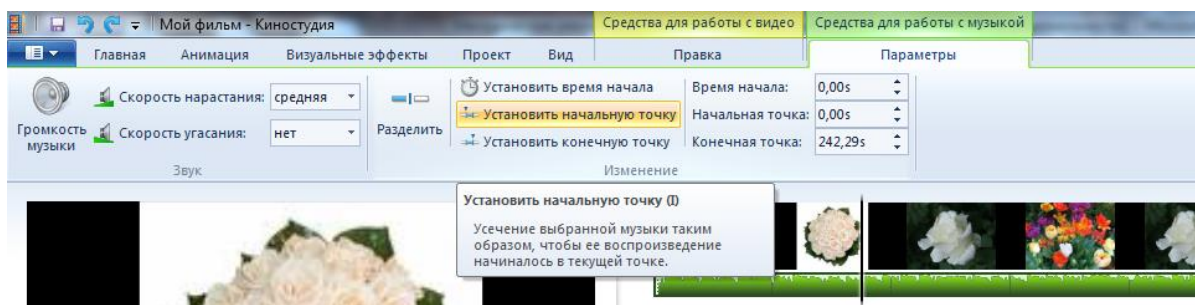 Мой фильм - Киностудия
Средства для работы с видео
Средства для работы с музыкой
Главная Анимация Визуальные эффекты Проект Вид Правка Параметры
Громкость музыки
Скорость нарастания: средняя
Скорость угасания: нет
Звук
Разделить
Установить время начала
Установить начальную точку
Установить конечную точку
Время начала: 0,00s
Начальная точка: 0,00s
Конечная точка: 242,29s
Изменение
Установить начальную точку (I)
Усечение выбранной музыки таким
образом, чтобы ее воспроизведение
начиналось в текущей точке.